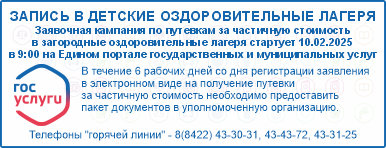 ЗАПИСЬ В ДЕТСКИЕ ОЗДОРОВИТЕЛЬНЫЕ ЛАГЕРЯ
Заявочная кампания по путевкам за частичную стоимость
в загородные оздоровительные лагеря стартует 10.02.2025
в 9:00 на Едином портале государственных и муниципальных услуг
гос
услуги
В течение 6 рабочих дней со дня регистрации заявления
в электронном виде на получение путевки
за частичную стоимость необходимо предоставить
пакет документов в уполномоченную организацию.
Телефоны "горячей линии" - 8(8422) 43-30-31, 43-43-72, 43-31-25